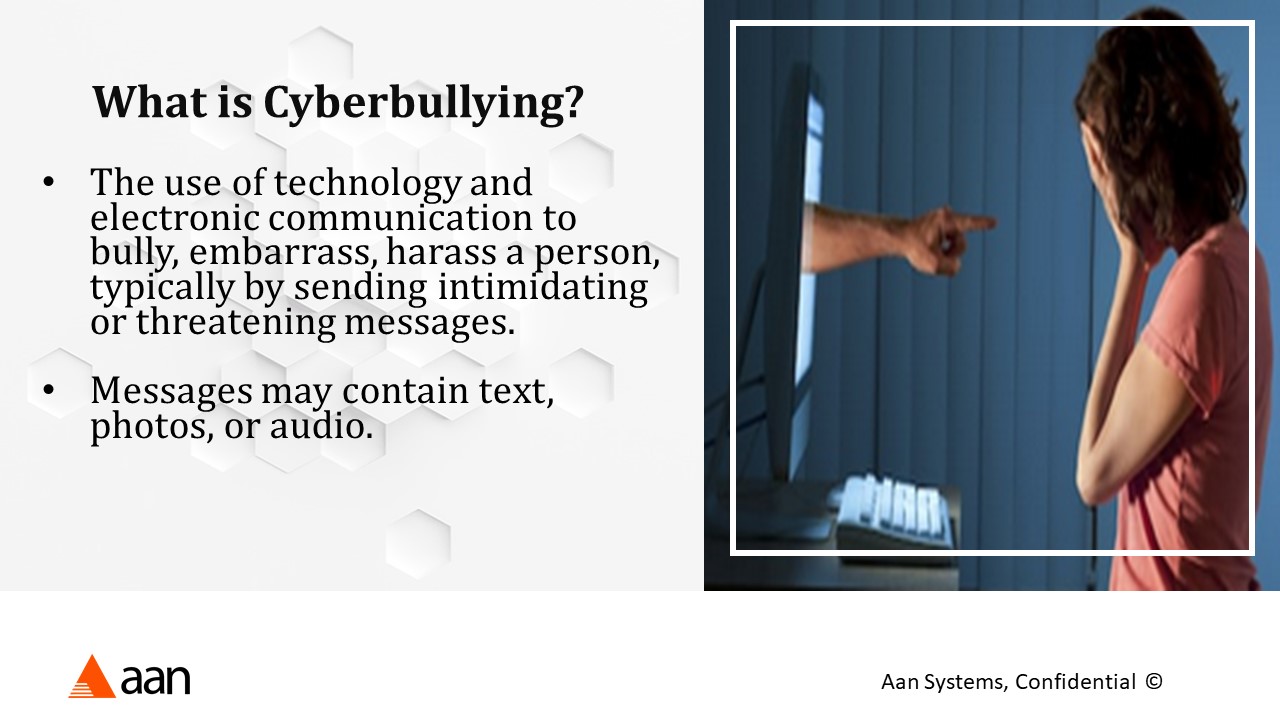 What is Cyberbullying?
• The use of technology and
electronic communication to
bully, embarrass, harass a person,
typically by sending intimidating
or threatening messages.
• Messages may contain text,
photos, or audio.
aan
Aan Systems, Confidential ©